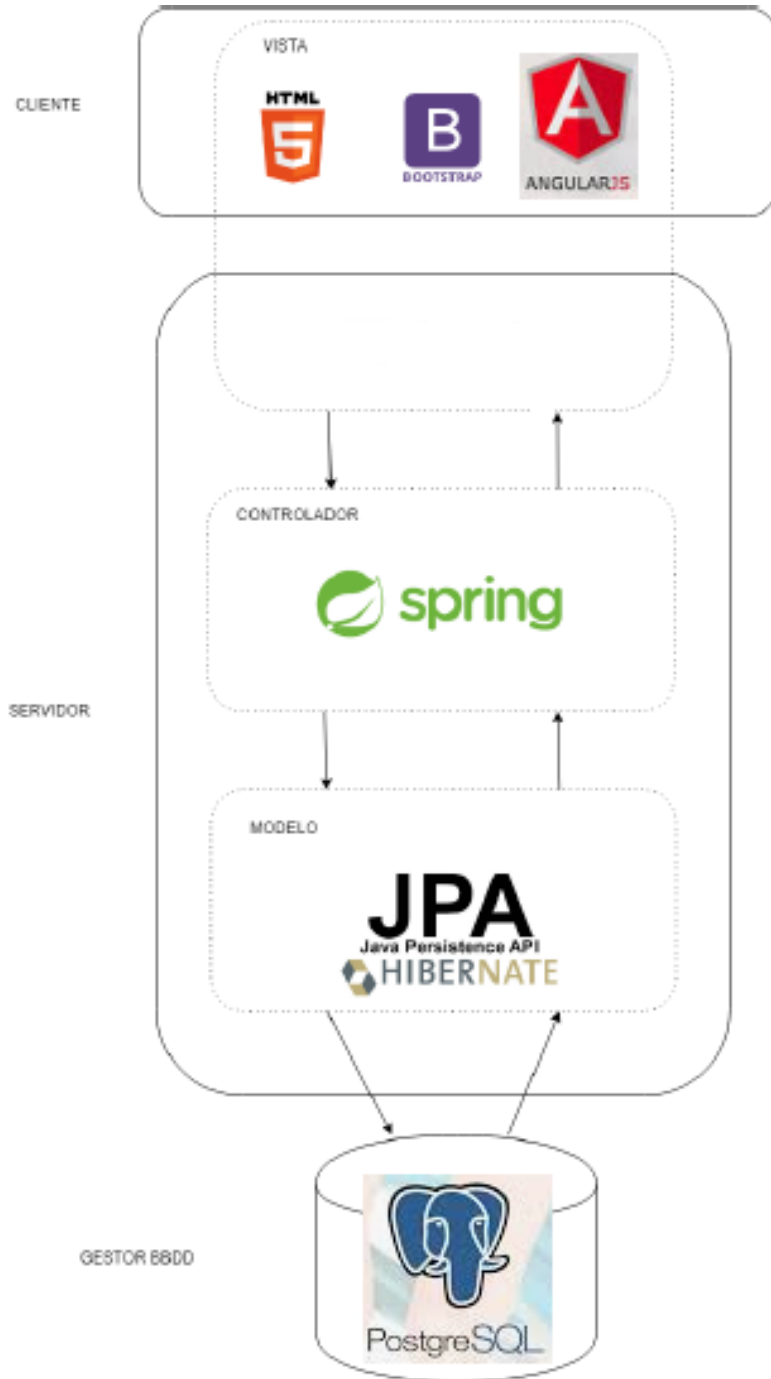 VISTA
CLIENTE
HTML
5
B
BOOTSTRAP
A
ANGULARJS
CONTROLADOR
spring
SERVIDOR
MODELO
JPA
Java Persistence API
HIBERNATE
GESTOR BBDD
PostgreSQL